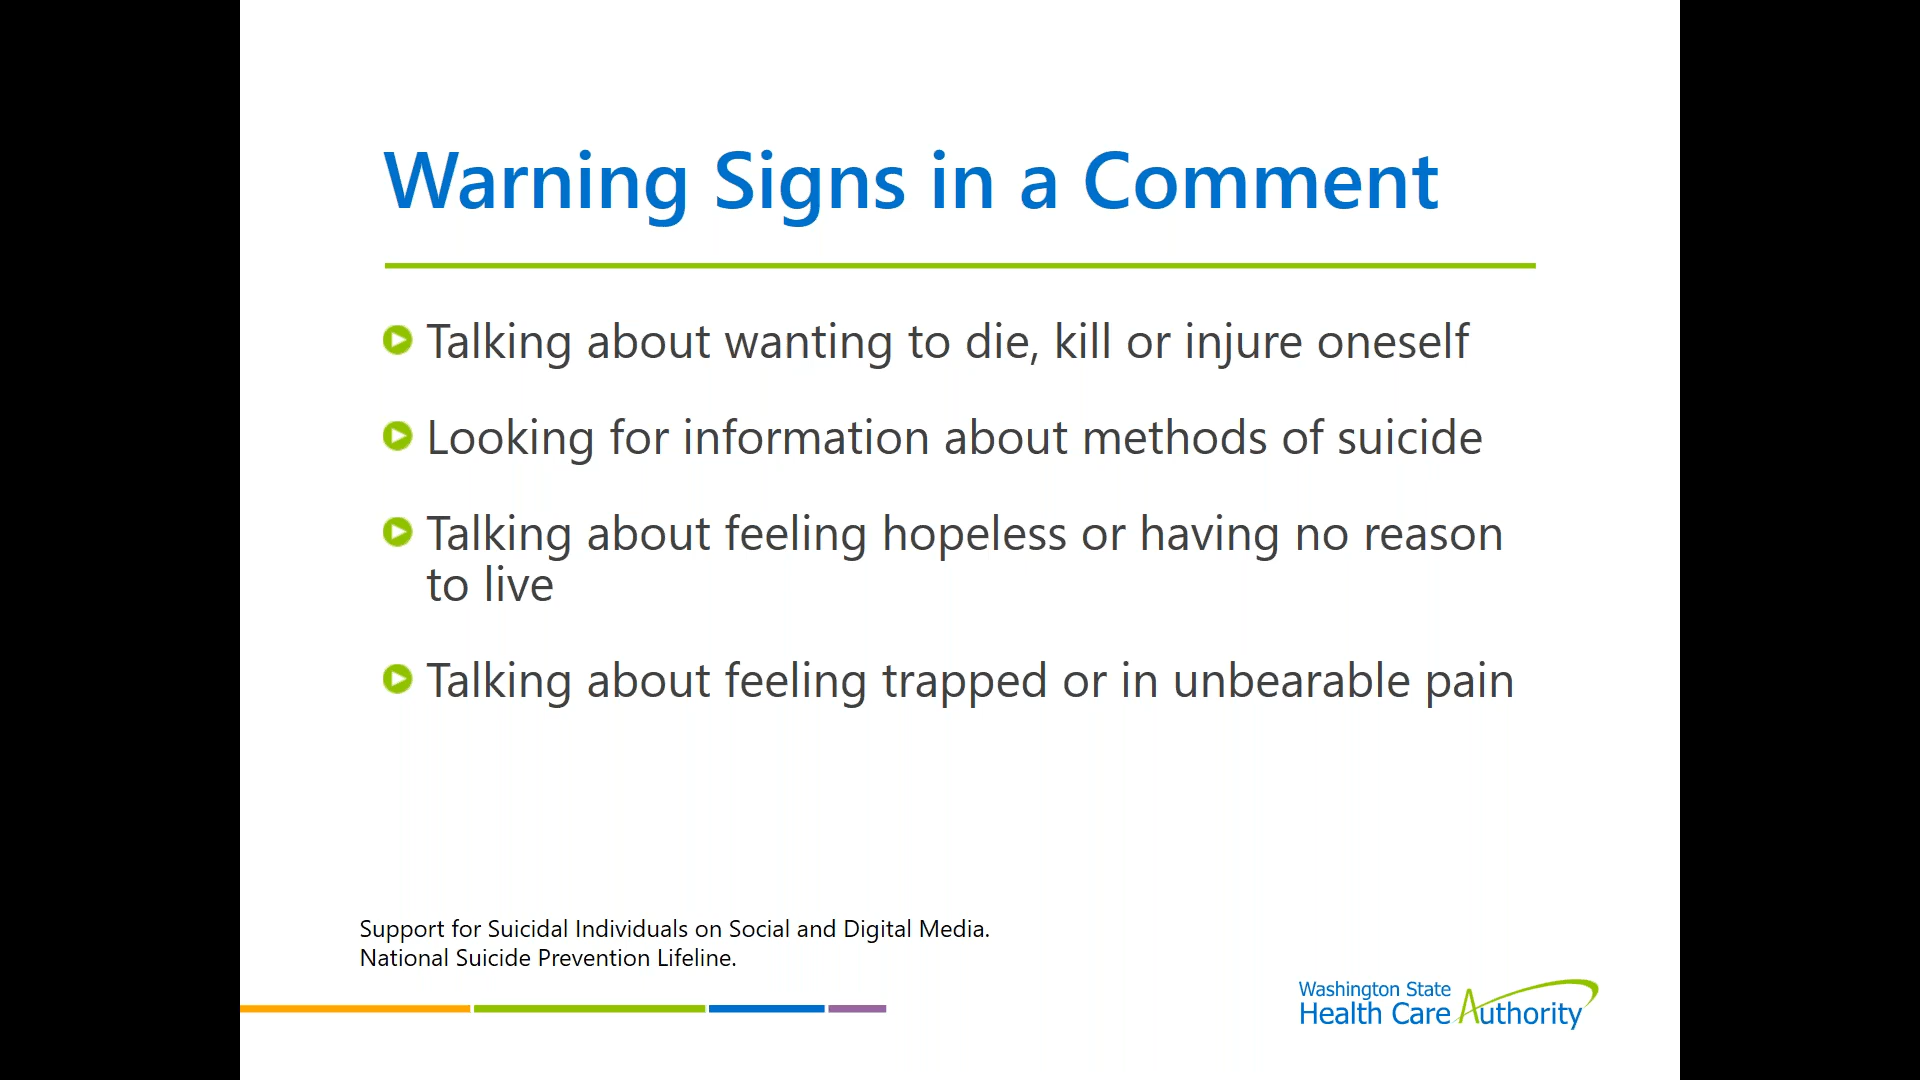 Warning Signs in a Comment
Talking about wanting to die, kill or injure oneself
Looking for information about methods of suicide
Talking about feeling hopeless or having no reason
to live
Talking about feeling trapped or in unbearable pain
Support for Suicidal Individuals on Social and Digital Media.
National Suicide Prevention Lifeline.
Washington State
Health Care Authority